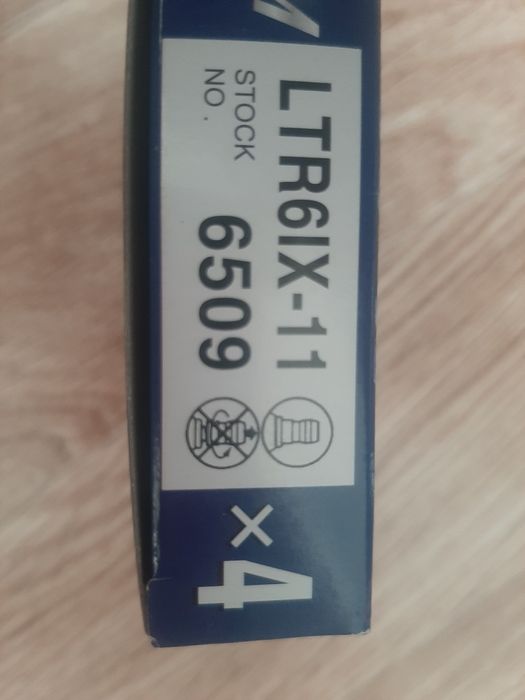 LTR6IX-11
STOCK
NO. 6509
×4